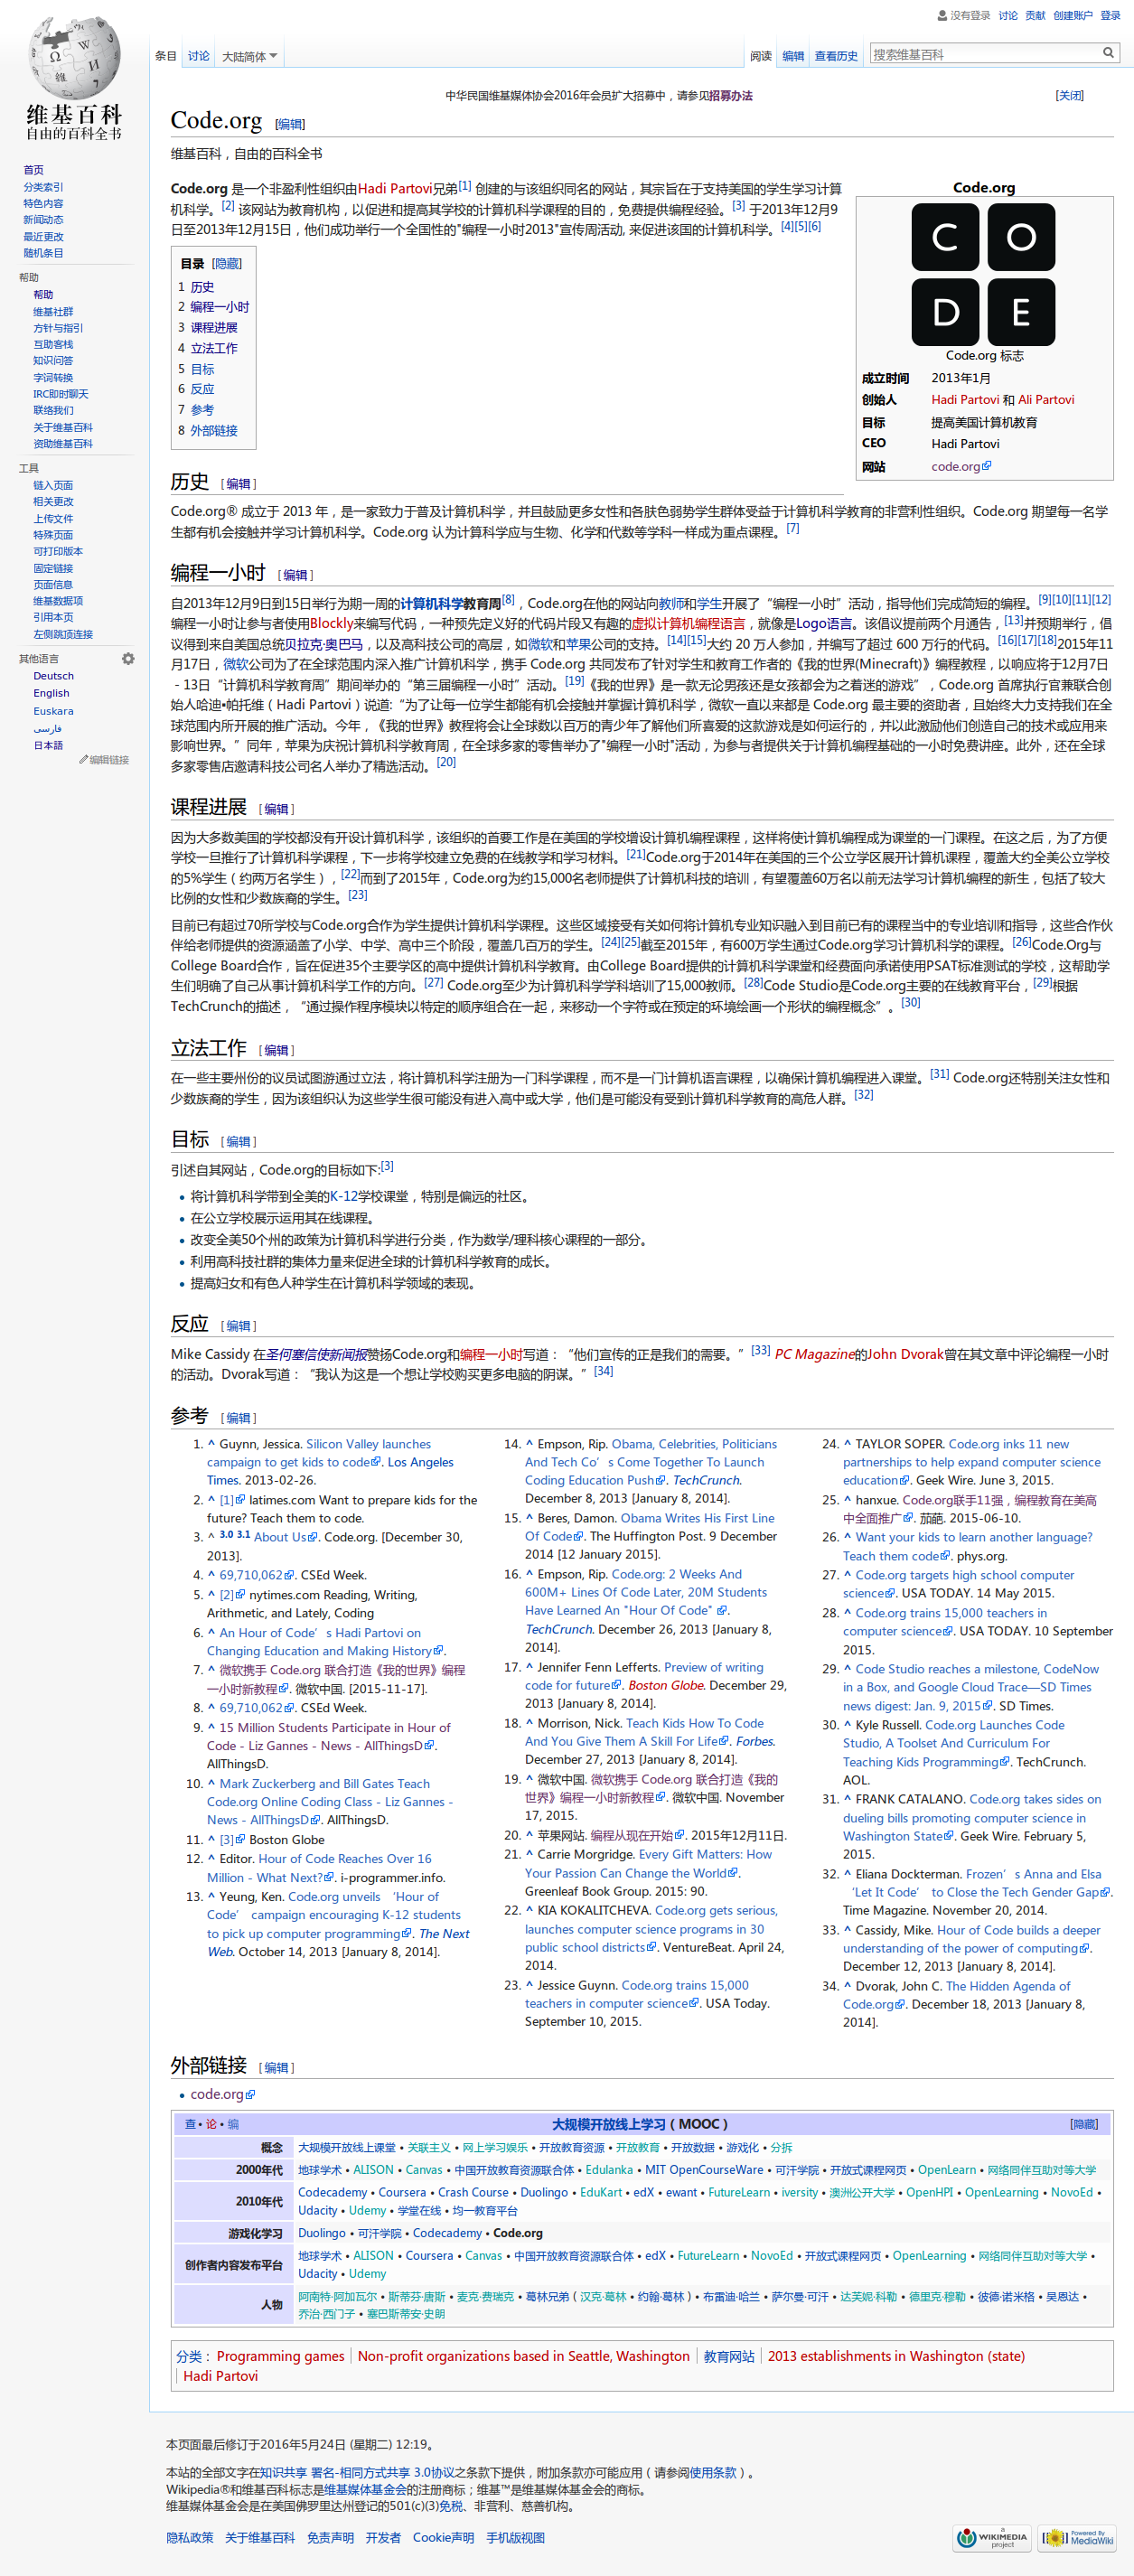 没有登录 讨论 贡献 创建账户 登录
条目 讨论 大陆简体 阅读 编辑 查看历史 搜索维基百科
维基百科
自由的百科全书
首页
分类索引
特色内容
新闻动态
最近更改
随机条目
帮助
帮助
维基社群
方针与指引
互助客栈
知识问答
字词转换
IRC即时聊天
联络我们
关于维基百科
资助维基百科
工具
链入页面
相关更改
上传文件
特殊页面
可打印版本
固定链接
页面信息
维基数据项
引用本页
左侧跳顶连接
其他语言
Deutsch
English
Euskara
فارسی
日本語
编辑链接
中华民国维基媒体协会2016年会员扩大招募中，请参见招募办法 [关闭]
Code.org [编辑]
维基百科，自由的百科全书
Code.org 是一个非盈利性组织由Hadi Partovi兄弟[1] 创建的与该组织同名的网站，其宗旨在于支持美国的学生学习计算
机科学。[2] 该网站为教育机构，以促进和提高其学校的计算机科学课程的目的，免费提供编程经验。[3] 于2013年12月9
日至2013年12月15日，他们成功举行一个全国性的"编程一小时2013"宣传周活动, 来促进该国的计算机科学。[4][5][6]
Code.org
C O
D E
Code.org 标志
成立时间 2013年1月
创始人 Hadi Partovi 和 Ali Partovi
目标 提高美国计算机教育
CEO Hadi Partovi
网站 code.org
目录 [隐藏]
1 历史
2 编程一小时
3 课程进展
4 立法工作
5 目标
6 反应
7 参考
8 外部链接
历史 [ 编辑 ]
Code.org® 成立于 2013 年，是一家致力于普及计算机科学，并且鼓励更多女性和各肤色弱势学生群体受益于计算机科学教育的非营利性组织。Code.org 期望每一名学
生都有机会接触并学习计算机科学。Code.org 认为计算科学应与生物、化学和代数等学科一样成为重点课程。[7]
编程一小时 [ 编辑 ]
自2013年12月9日到15日举行为期一周的计算机科学教育周[8]，Code.org在他的网站向教师和学生开展了“编程一小时”活动，指导他们完成简短的编程。[9][10][11][12]
编程一小时让参与者使用Blockly来编写代码，一种预先定义好的代码片段又有趣的虚拟计算机编程语言，就像是Logo语言。该倡议提前两个月通告，[13]并预期举行，倡
议得到来自美国总统贝拉克·奥巴马，以及高科技公司的高层，如微软和苹果公司的支持。[14][15]大约 20 万人参加，并编写了超过 600 万行的代码。[16][17][18]2015年11
月17日，微软公司为了在全球范围内深入推广计算机科学，携手 Code.org 共同发布了针对学生和教育工作者的《我的世界(Minecraft)》编程教程，以响应将于12月7日
- 13日“计算机科学教育周”期间举办的“第三届编程一小时”活动。[19]《我的世界》是一款无论男孩还是女孩都会为之着迷的游戏”，Code.org 首席执行官兼联合创
始人哈迪•帕托维（Hadi Partovi）说道:“为了让每一位学生都能有机会接触并掌握计算机科学，微软一直以来都是 Code.org 最主要的资助者，且始终大力支持我们在全
球范围内所开展的推广活动。今年，《我的世界》教程将会让全球数以百万的青少年了解他们所喜爱的这款游戏是如何运行的，并以此激励他们创造自己的技术或应用来
影响世界。”同年，苹果为庆祝计算机科学教育周，在全球多家的零售举办了"编程一小时"活动，为参与者提供关于计算机编程基础的一小时免费讲座。此外，还在全球
多家零售店邀请科技公司名人举办了精选活动。[20]
课程进展 [ 编辑 ]
因为大多数美国的学校都没有开设计算机科学，该组织的首要工作是在美国的学校增设计算机编程课程，这样将使计算机编程成为课堂的一门课程。在这之后，为了方便
学校一旦推行了计算机科学课程，下一步将学校建立免费的在线教学和学习材料。[21]Code.org于2014年在美国的三个公立学区展开计算机课程，覆盖大约全美公立学校
的5%学生（约两万名学生），[22]而到了2015年，Code.org为约15,000名老师提供了计算机科技的培训，有望覆盖60万名以前无法学习计算机编程的新生，包括了较大
比例的女性和少数族裔的学生。[23]
目前已有超过70所学校与Code.org合作为学生提供计算机科学课程。这些区域接受有关如何将计算机专业知识融入到目前已有的课程当中的专业培训和指导，这些合作伙
伴给老师提供的资源涵盖了小学、中学、高中三个阶段，覆盖几百万的学生。[24][25]截至2015年，有600万学生通过Code.org学习计算机科学的课程。[26]Code.Org与
College Board合作，旨在促进35个主要学区的高中提供计算机科学教育。由College Board提供的计算机科学课堂和经费面向承诺使用PSAT标准测试的学校，这帮助学
生们明确了自己从事计算机科学工作的方向。[27] Code.org至少为计算机科学学科培训了15,000教师。[28]Code Studio是Code.org主要的在线教育平台，[29]根据
TechCrunch的描述，“通过操作程序模块以特定的顺序组合在一起，来移动一个字符或在预定的环境绘画一个形状的编程概念”。[30]
立法工作 [ 编辑 ]
在一些主要州份的议员试图游通过立法，将计算机科学注册为一门科学课程，而不是一门计算机语言课程，以确保计算机编程进入课堂。[31] Code.org还特别关注女性和
少数族裔的学生，因为该组织认为这些学生很可能没有进入高中或大学，他们是可能没有受到计算机科学教育的高危人群。[32]
目标 [ 编辑 ]
引述自其网站，Code.org的目标如下:[3]
• 将计算机科学带到全美的K-12学校课堂，特别是偏远的社区。
• 在公立学校展示运用其在线课程。
• 改变全美50个州的政策为计算机科学进行分类，作为数学/理科核心课程的一部分。
• 利用高科技社群的集体力量来促进全球的计算机科学教育的成长。
• 提高妇女和有色人种学生在计算机科学领域的表现。
反应 [ 编辑 ]
Mike Cassidy 在圣何塞信使新闻报赞扬Code.org和编程一小时写道：“他们宣传的正是我们的需要。”[33] PC Magazine的John Dvorak曾在其文章中评论编程一小时
的活动。Dvorak写道：“我认为这是一个想让学校购买更多电脑的阴谋。”[34]
参考 [ 编辑 ]
1. ^ Guynn, Jessica. Silicon Valley launches
campaign to get kids to code. Los Angeles
Times. 2013-02-26.
2. ^ [1] latimes.com Want to prepare kids for the
future? Teach them to code.
3. ^ 3.0 3.1 About Us. Code.org. [December 30,
2013].
4. ^ 69,710,062. CSEd Week.
5. ^ [2] nytimes.com Reading, Writing,
Arithmetic, and Lately, Coding
6. ^ An Hour of Code’s Hadi Partovi on
Changing Education and Making History.
7. ^ 微软携手 Code.org 联合打造《我的世界》编程
一小时新教程. 微软中国. [2015-11-17].
8. ^ 69,710,062. CSEd Week.
9. ^ 15 Million Students Participate in Hour of
Code - Liz Gannes - News - AllThingsD.
AllThingsD.
10. ^ Mark Zuckerberg and Bill Gates Teach
Code.org Online Coding Class - Liz Gannes -
News - AllThingsD. AllThingsD.
11. ^ [3] Boston Globe
12. ^ Editor. Hour of Code Reaches Over 16
Million - What Next?. i-programmer.info.
13. ^ Yeung, Ken. Code.org unveils ‘Hour of
Code’ campaign encouraging K-12 students
to pick up computer programming. The Next
Web. October 14, 2013 [January 8, 2014].
14. ^ Empson, Rip. Obama, Celebrities, Politicians
And Tech Co’s Come Together To Launch
Coding Education Push. TechCrunch.
December 8, 2013 [January 8, 2014].
15. ^ Beres, Damon. Obama Writes His First Line
Of Code. The Huffington Post. 9 December
2014 [12 January 2015].
16. ^ Empson, Rip. Code.org: 2 Weeks And
600M+ Lines Of Code Later, 20M Students
Have Learned An "Hour Of Code" .
TechCrunch. December 26, 2013 [January 8,
2014].
17. ^ Jennifer Fenn Lefferts. Preview of writing
code for future. Boston Globe. December 29,
2013 [January 8, 2014].
18. ^ Morrison, Nick. Teach Kids How To Code
And You Give Them A Skill For Life. Forbes.
December 27, 2013 [January 8, 2014].
19. ^ 微软中国. 微软携手 Code.org 联合打造《我的
世界》编程一小时新教程. 微软中国. November
17, 2015.
20. ^ 苹果网站. 编程从现在开始. 2015年12月11日.
21. ^ Carrie Morgridge. Every Gift Matters: How
Your Passion Can Change the World.
Greenleaf Book Group. 2015: 90.
22. ^ KIA KOKALITCHEVA. Code.org gets serious,
launches computer science programs in 30
public school districts. VentureBeat. April 24,
2014.
23. ^ Jessice Guynn. Code.org trains 15,000
teachers in computer science. USA Today.
September 10, 2015.
24. ^ TAYLOR SOPER. Code.org inks 11 new
partnerships to help expand computer science
education. Geek Wire. June 3, 2015.
25. ^ hanxue. Code.org联手11强，编程教育在美高
中全面推广. 茄葩. 2015-06-10.
26. ^ Want your kids to learn another language?
Teach them code. phys.org.
27. ^ Code.org targets high school computer
science. USA TODAY. 14 May 2015.
28. ^ Code.org trains 15,000 teachers in
computer science. USA TODAY. 10 September
2015.
29. ^ Code Studio reaches a milestone, CodeNow
in a Box, and Google Cloud Trace—SD Times
news digest: Jan. 9, 2015. SD Times.
30. ^ Kyle Russell. Code.org Launches Code
Studio, A Toolset And Curriculum For
Teaching Kids Programming. TechCrunch.
AOL.
31. ^ FRANK CATALANO. Code.org takes sides on
dueling bills promoting computer science in
Washington State. Geek Wire. February 5,
2015.
32. ^ Eliana Dockterman. Frozen’s Anna and Elsa
‘Let It Code’ to Close the Tech Gender Gap.
Time Magazine. November 20, 2014.
33. ^ Cassidy, Mike. Hour of Code builds a deeper
understanding of the power of computing.
December 12, 2013 [January 8, 2014].
34. ^ Dvorak, John C. The Hidden Agenda of
Code.org. December 18, 2013 [January 8,
2014].
外部链接 [ 编辑 ]
• code.org
查 • 论 • 编 大规模开放线上学习（MOOC） [隐藏]
概念 大规模开放线上课堂 • 关联主义 • 网上学习娱乐 • 开放教育资源 • 开放教育 • 开放数据 • 游戏化 • 分拆
2000年代 地球学术 • ALISON • Canvas • 中国开放教育资源联合体 • Edulanka • MIT OpenCourseWare • 可汗学院 • 开放式课程网页 • OpenLearn • 网络同伴互助对等大学
2010年代 Codecademy • Coursera • Crash Course • Duolingo • EduKart • edX • ewant • FutureLearn • iversity • 澳洲公开大学 • OpenHPI • OpenLearning • NovoEd •
Udacity • Udemy • 学堂在线 • 均一教育平台
游戏化学习 Duolingo • 可汗学院 • Codecademy • Code.org
创作者内容发布平台 地球学术 • ALISON • Coursera • Canvas • 中国开放教育资源联合体 • edX • FutureLearn • NovoEd • 开放式课程网页 • OpenLearning • 网络同伴互助对等大学 •
Udacity • Udemy
人物 阿南特·阿加瓦尔 • 斯蒂芬·唐斯 • 麦克·费瑞克 • 葛林兄弟 ( 汉克·葛林 • 约翰·葛林 ) • 布雷迪·哈兰 • 萨尔曼·可汗 • 达芙妮·科勒 • 德里克·穆勒 • 彼德·诺米格 • 吴恩达 •
乔治·西门子 • 塞巴斯蒂安·史朗
分类： Programming games | Non-profit organizations based in Seattle, Washington | 教育网站 | 2013 establishments in Washington (state)
| Hadi Partovi
本页面最后修订于2016年5月24日 (星期二) 12:19。
本站的全部文字在知识共享 署名-相同方式共享 3.0协议之条款下提供，附加条款亦可能应用（请参阅使用条款）。
Wikipedia®和维基百科标志是维基媒体基金会的注册商标；维基™是维基媒体基金会的商标。
维基媒体基金会是在美国佛罗里达州登记的501(c)(3)免税、非营利、慈善机构。
隐私政策 关于维基百科 免责声明 开发者 Cookie声明 手机版视图
a WIKIMEDIA project Powered By MediaWiki